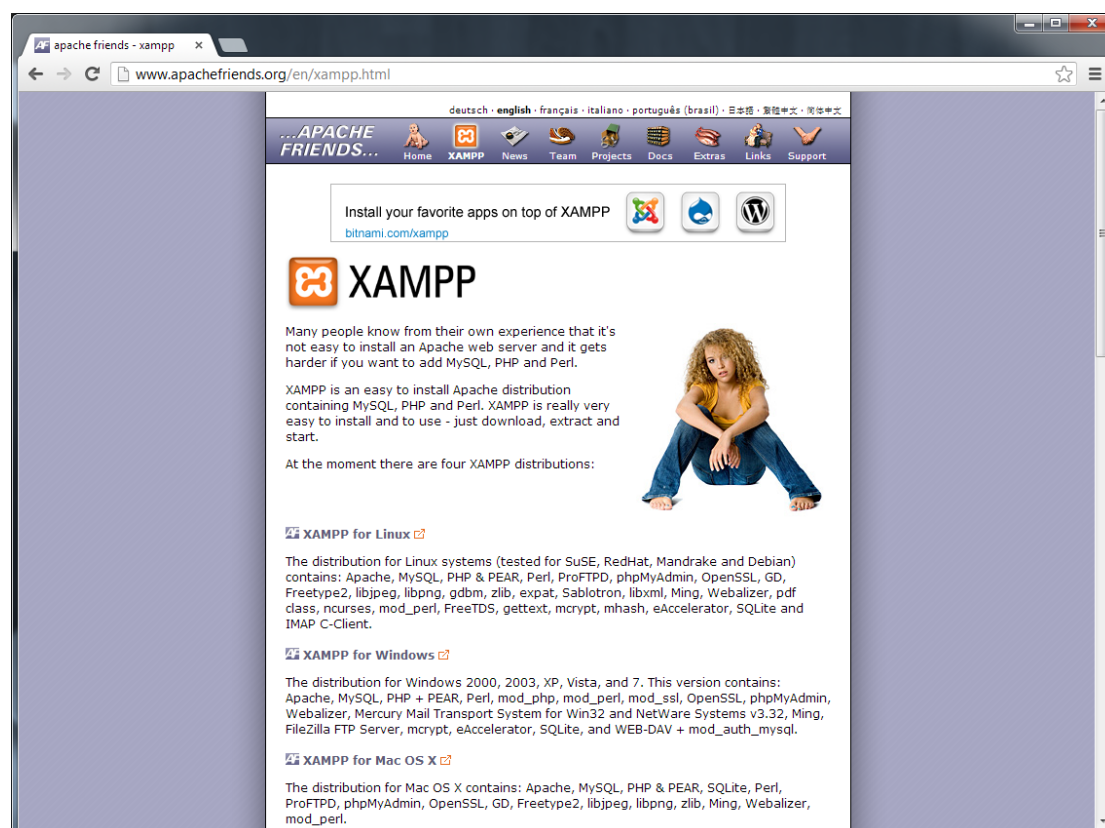 apache friends - xampp
www.apachefriends.org/en/xampp.html
deutsch · english · français · italiano · português (brasil) · 日本語 · 繁體中文 · 简体中文
...APACHE
FRIENDS...
Home XAMPP News Team Projects Docs Extras Links Support
Install your favorite apps on top of XAMPP
bitnami.com/xampp
XAMPP
Many people know from their own experience that it's
not easy to install an Apache web server and it gets
harder if you want to add MySQL, PHP and Perl.
XAMPP is an easy to install Apache distribution
containing MySQL, PHP and Perl. XAMPP is really very
easy to install and to use - just download, extract and
start.
At the moment there are four XAMPP distributions:
XAMPP for Linux
The distribution for Linux systems (tested for SuSE, RedHat, Mandrake and Debian)
contains: Apache, MySQL, PHP & PEAR, Perl, ProFTPD, phpMyAdmin, OpenSSL, GD,
Freetype2, libjpeg, libpng, gdbm, zlib, expat, Sablotron, libxml, Ming, Webalizer, pdf
class, ncurses, mod_perl, FreeTDS, gettext, mcrypt, mhash, eAccelerator, SQLite and
IMAP C-Client.
XAMPP for Windows
The distribution for Windows 2000, 2003, XP, Vista, and 7. This version contains:
Apache, MySQL, PHP + PEAR, Perl, mod_php, mod_perl, mod_ssl, OpenSSL, phpMyAdmin,
Webalizer, Mercury Mail Transport System for Win32 and NetWare Systems v3.32, Ming,
FileZilla FTP Server, mcrypt, eAccelerator, SQLite, and WEB-DAV + mod_auth_mysql.
XAMPP for Mac OS X
The distribution for Mac OS X contains: Apache, MySQL, PHP & PEAR, SQLite, Perl,
ProFTPD, phpMyAdmin, OpenSSL, GD, Freetype2, libjpeg, libpng, zlib, Ming, Webalizer,
mod_perl.